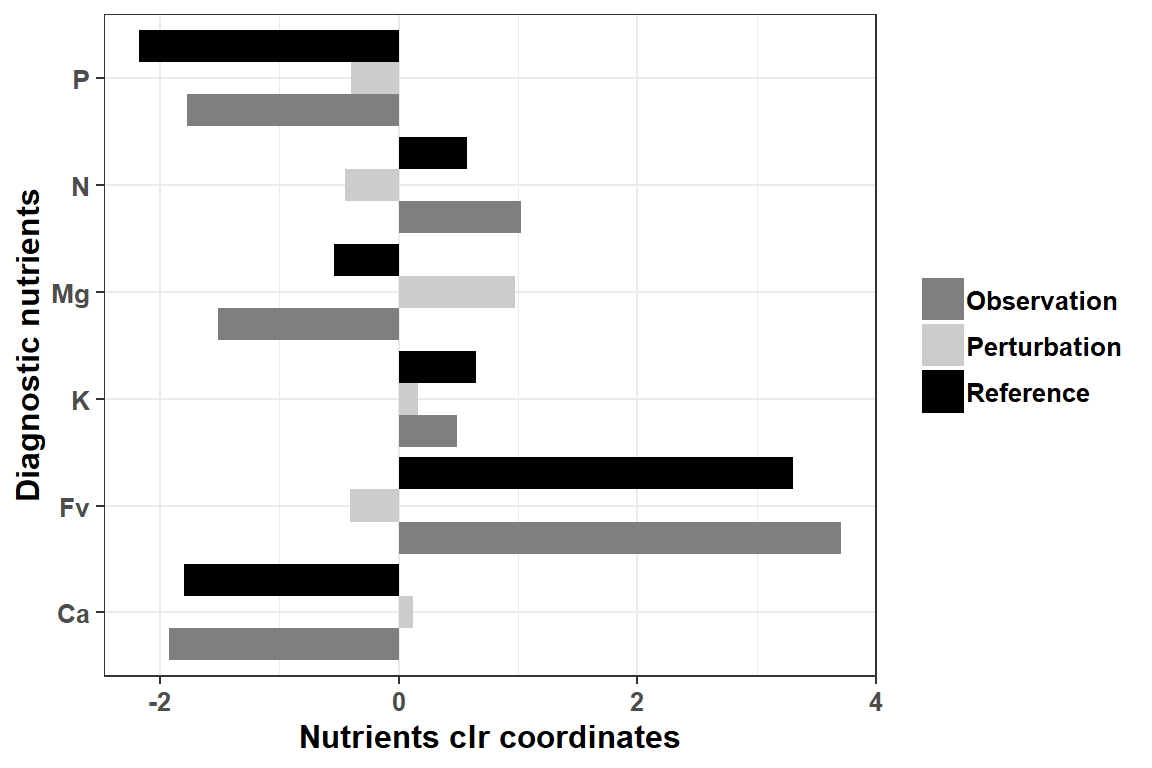 Diagnostic nutrients
P
N
Mg
K
Fv
Ca
-2 0 2 4
Nutrients clr coordinates
Observation
Perturbation
Reference